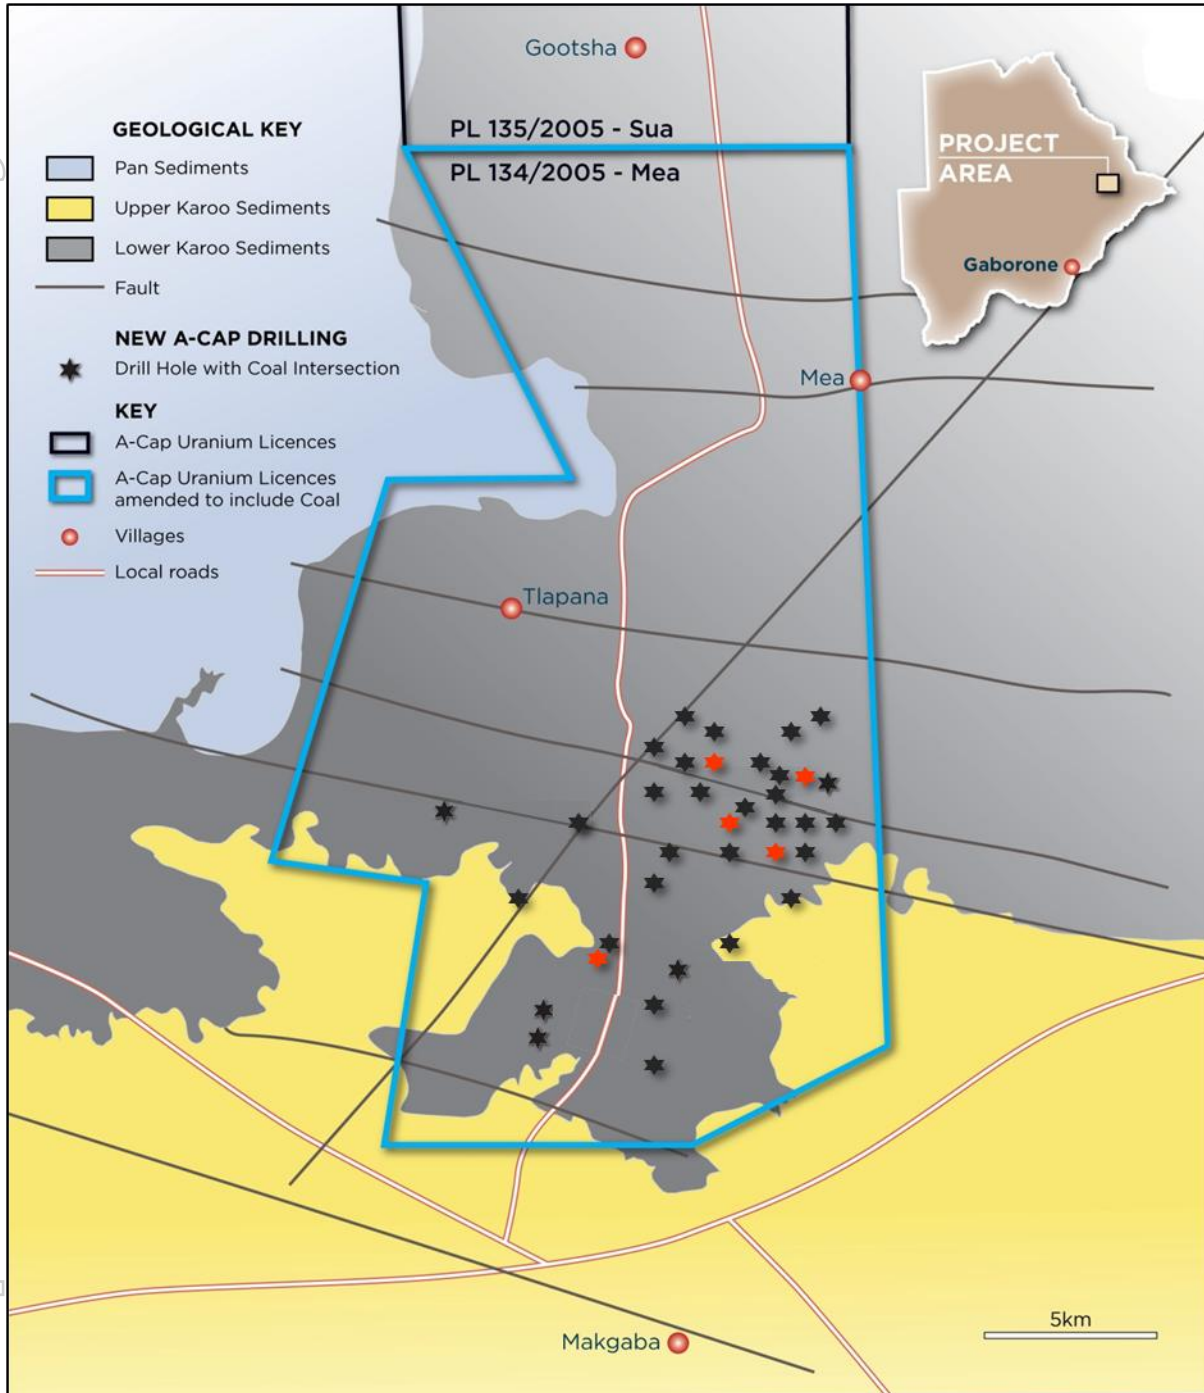 Gootsha
PL 135/2005 - Sua
PL 134/2005 - Mea
GEOLOGICAL KEY
Pan Sediments
Upper Karoo Sediments
Lower Karoo Sediments
Fault
NEW A-CAP DRILLING
Drill Hole with Coal Intersection
KEY
A-Cap Uranium Licences
A-Cap Uranium Licences
amended to include Coal
Villages
Local roads
PROJECT
AREA
Gaborone
Mea
Tlapana
Makgaba
5km